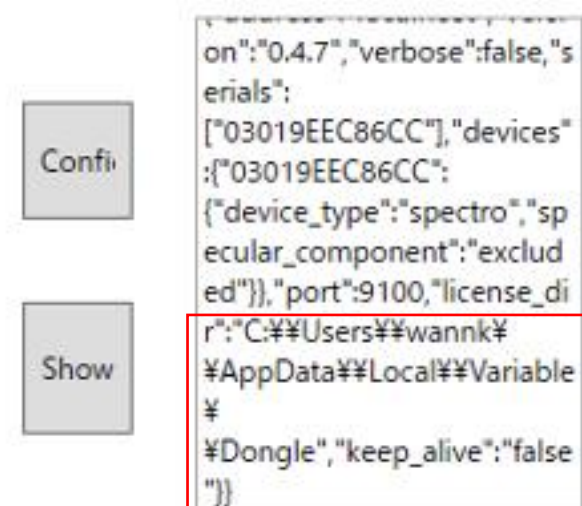 on":"0.4.7","verbose":false,"s
erials":
["03019EEC86CC"],"devices"
:{"03019EEC86CC":
{"device_type":"spectro","sp
ecular_component":"exclud
ed"}},"port":9100,"license_di
r":"C:¥¥Users¥¥wannk¥
¥AppData¥¥Local¥¥Variable
¥
¥Dongle","keep_alive":"false
"}}
Confi
Show